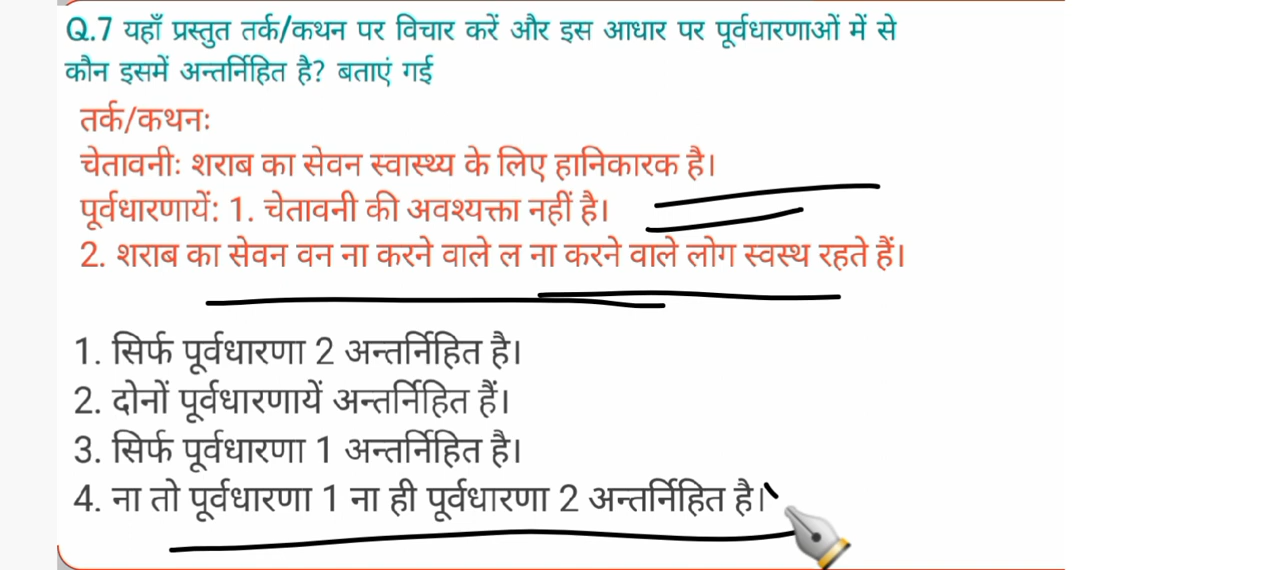 Q.7 यहाँ प्रस्तुत तर्क/कथन पर विचार करें और इस आधार पर पूर्वधारणाओं में से
कौन इसमें अन्तर्निहित है? बताएं गई
तर्क/कथनः
चेतावनीः शराब का सेवन स्वास्थ्य के लिए हानिकारक है।
पूर्वधारणायें: 1. चेतावनी की अवश्यक्ता नहीं है।
2. शराब का सेवन वन ना करने वाले ल ना करने वाले लोग स्वस्थ रहते हैं।
1. सिर्फ पूर्वधारणा 2 अन्तर्निहित है।
2. दोनों पूर्वधारणायें अन्तर्निहित हैं।
3. सिर्फ पूर्वधारणा 1 अन्तर्निहित है।
4. ना तो पूर्वधारणा 1 ना ही पूर्वधारणा 2 अन्तर्निहित है।